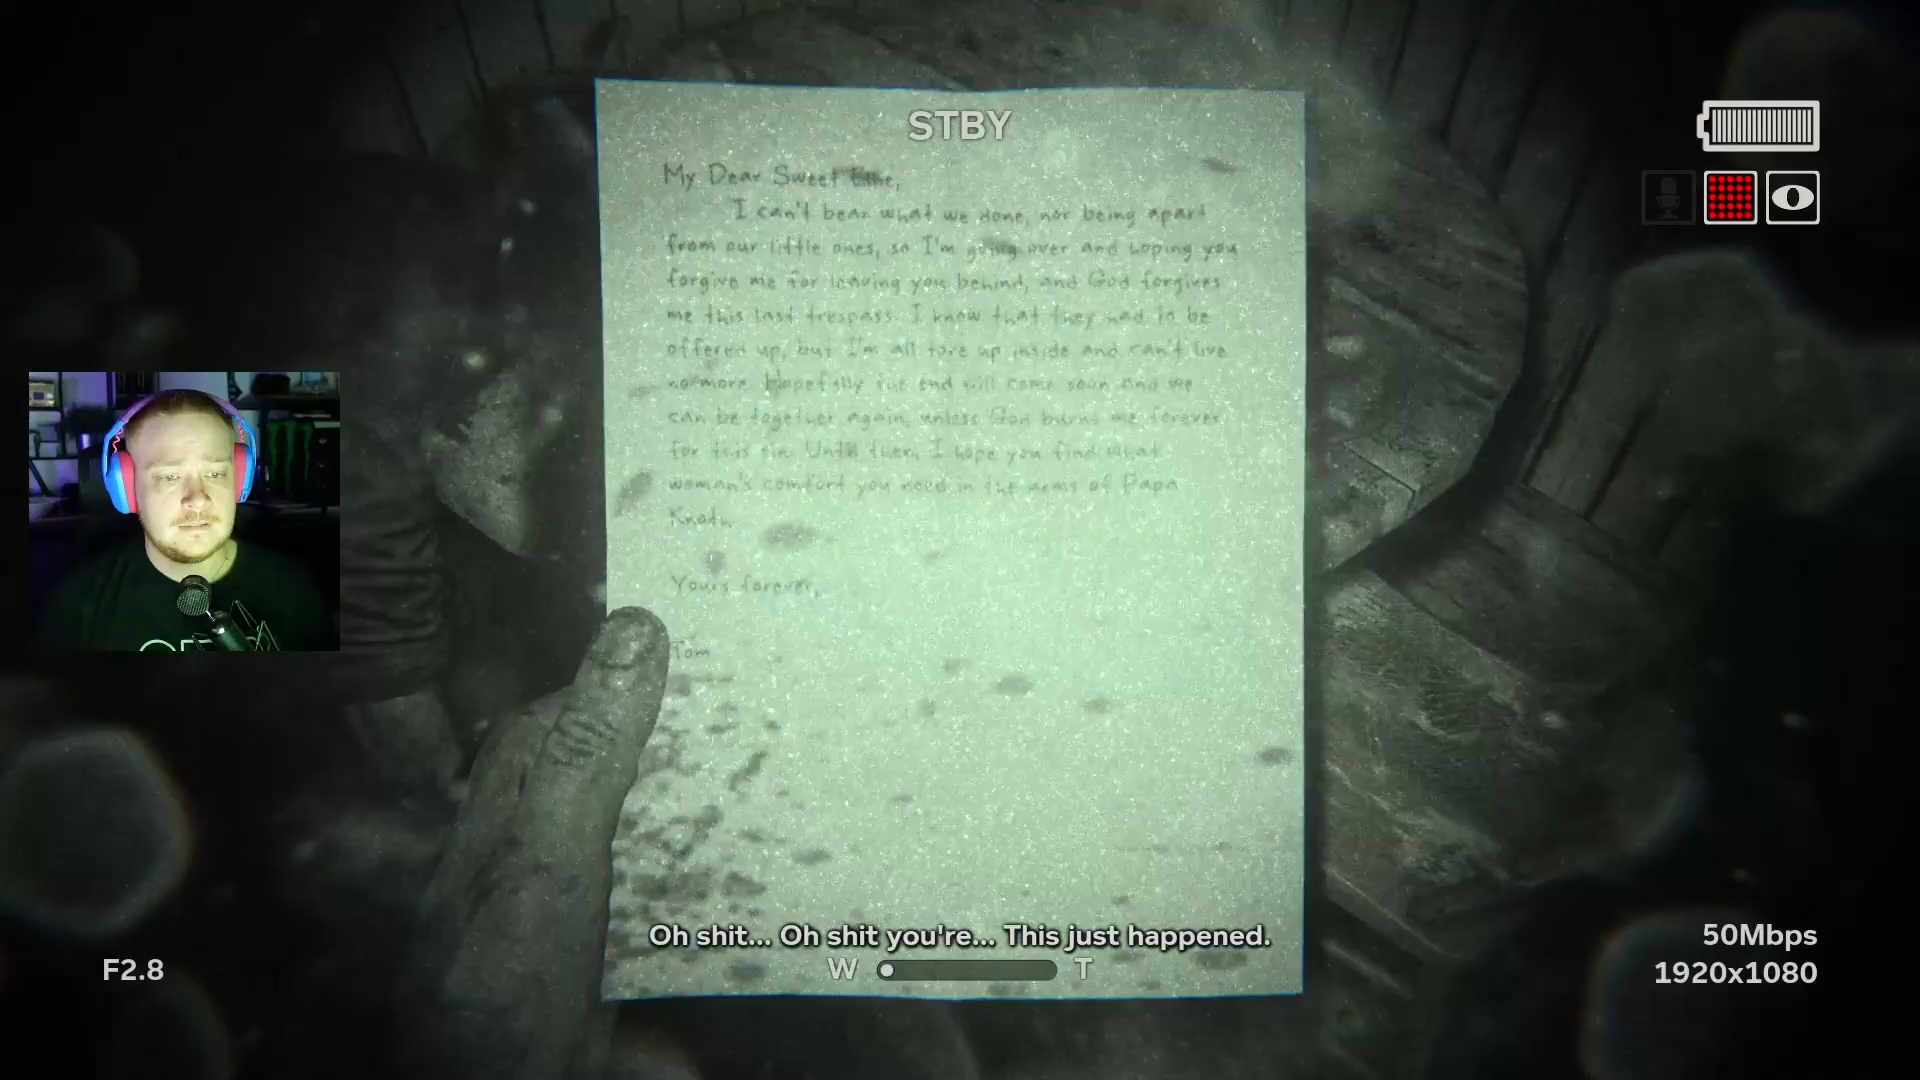 STBY
My Dear Sweet
I can't bear what we done, nor being apart
from our little ones, so I'm going over and hoping you
forgive me for leaving you behind, and God forgives
me this last trespass. I know that they had to be
offered up, but I'm all tore up inside and can't live
no more. Hopefully the end will come soon and we
can be together again, unless God burns me forever
for this sin. Until then, I hope you find what
woman's comfort you need in the arms of Papa
Knoth.
Yours forever,
Tom
Oh shit... Oh shit you're... This just happened.
W T
F2.8
50Mbps
1920x1080